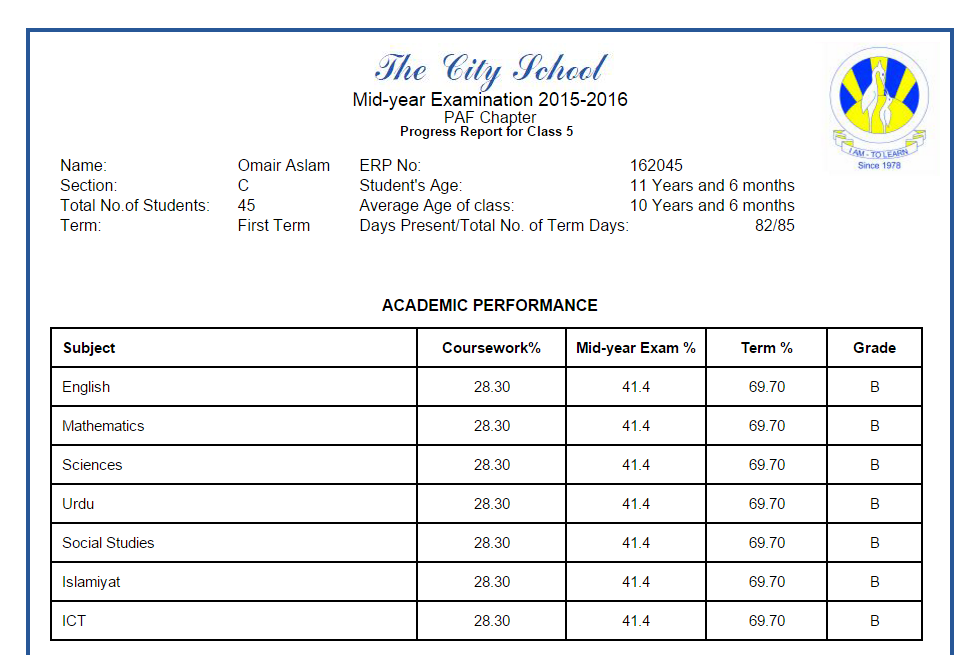 The City School
Mid-year Examination 2015-2016
PAF Chapter
Progress Report for Class 5
I AM - TO LEARN
Since 1978
Name: Omair Aslam ERP No: 162045
Section: C Student's Age: 11 Years and 6 months
Total No.of Students: 45 Average Age of class: 10 Years and 6 months
Term: First Term Days Present/Total No. of Term Days: 82/85
ACADEMIC PERFORMANCE
Subject Coursework% Mid-year Exam % Term % Grade
English 28.30 41.4 69.70 B
Mathematics 28.30 41.4 69.70 B
Sciences 28.30 41.4 69.70 B
Urdu 28.30 41.4 69.70 B
Social Studies 28.30 41.4 69.70 B
Islamiyat 28.30 41.4 69.70 B
ICT 28.30 41.4 69.70 B